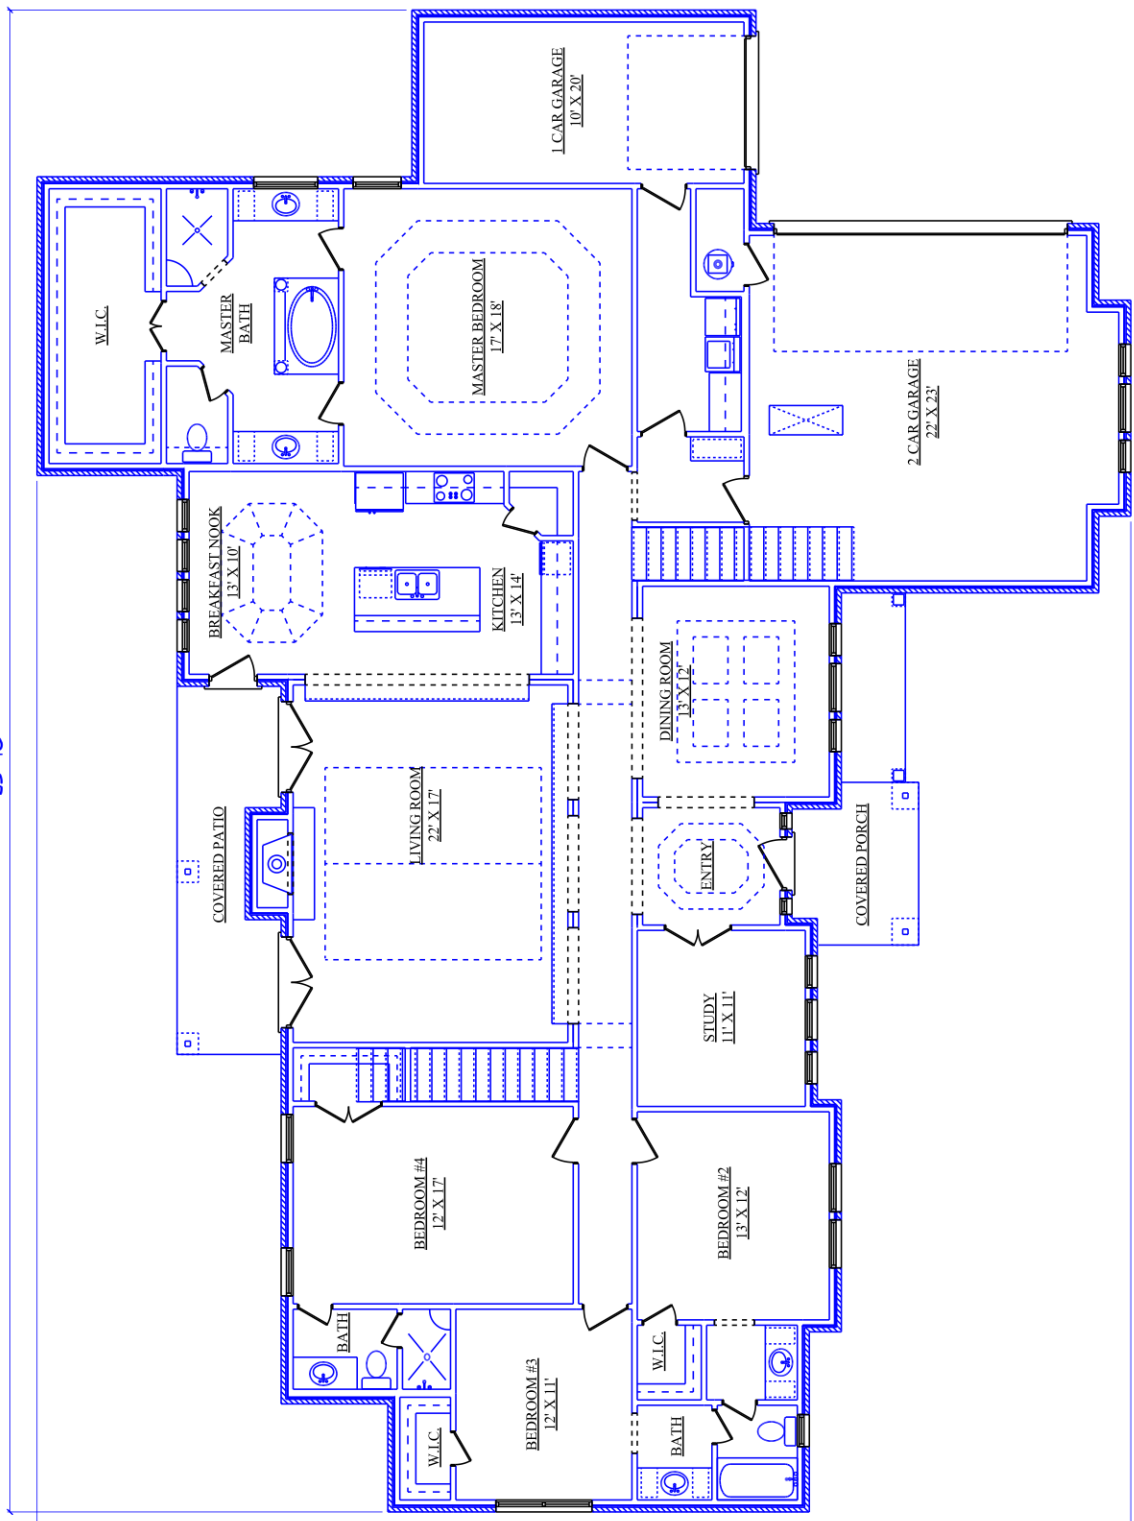 1 CAR GARAGE
10' X 20'
W.I.C.
MASTER
BATH
MASTER BEDROOM
17' X 18'
2 CAR GARAGE
22' X 23'
BREAKFAST NOOK
13' X 10'
KITCHEN
13' X 14'
DINING ROOM
13' X 12'
LIVING ROOM
22' X 17'
COVERED PATIO
ENTRY
COVERED PORCH
STUDY
11' X 11'
BEDROOM #4
12' X 17'
BEDROOM #2
13' X 12'
BATH
W.I.C.
BEDROOM #3
12' X 11'
W.I.C.
BATH